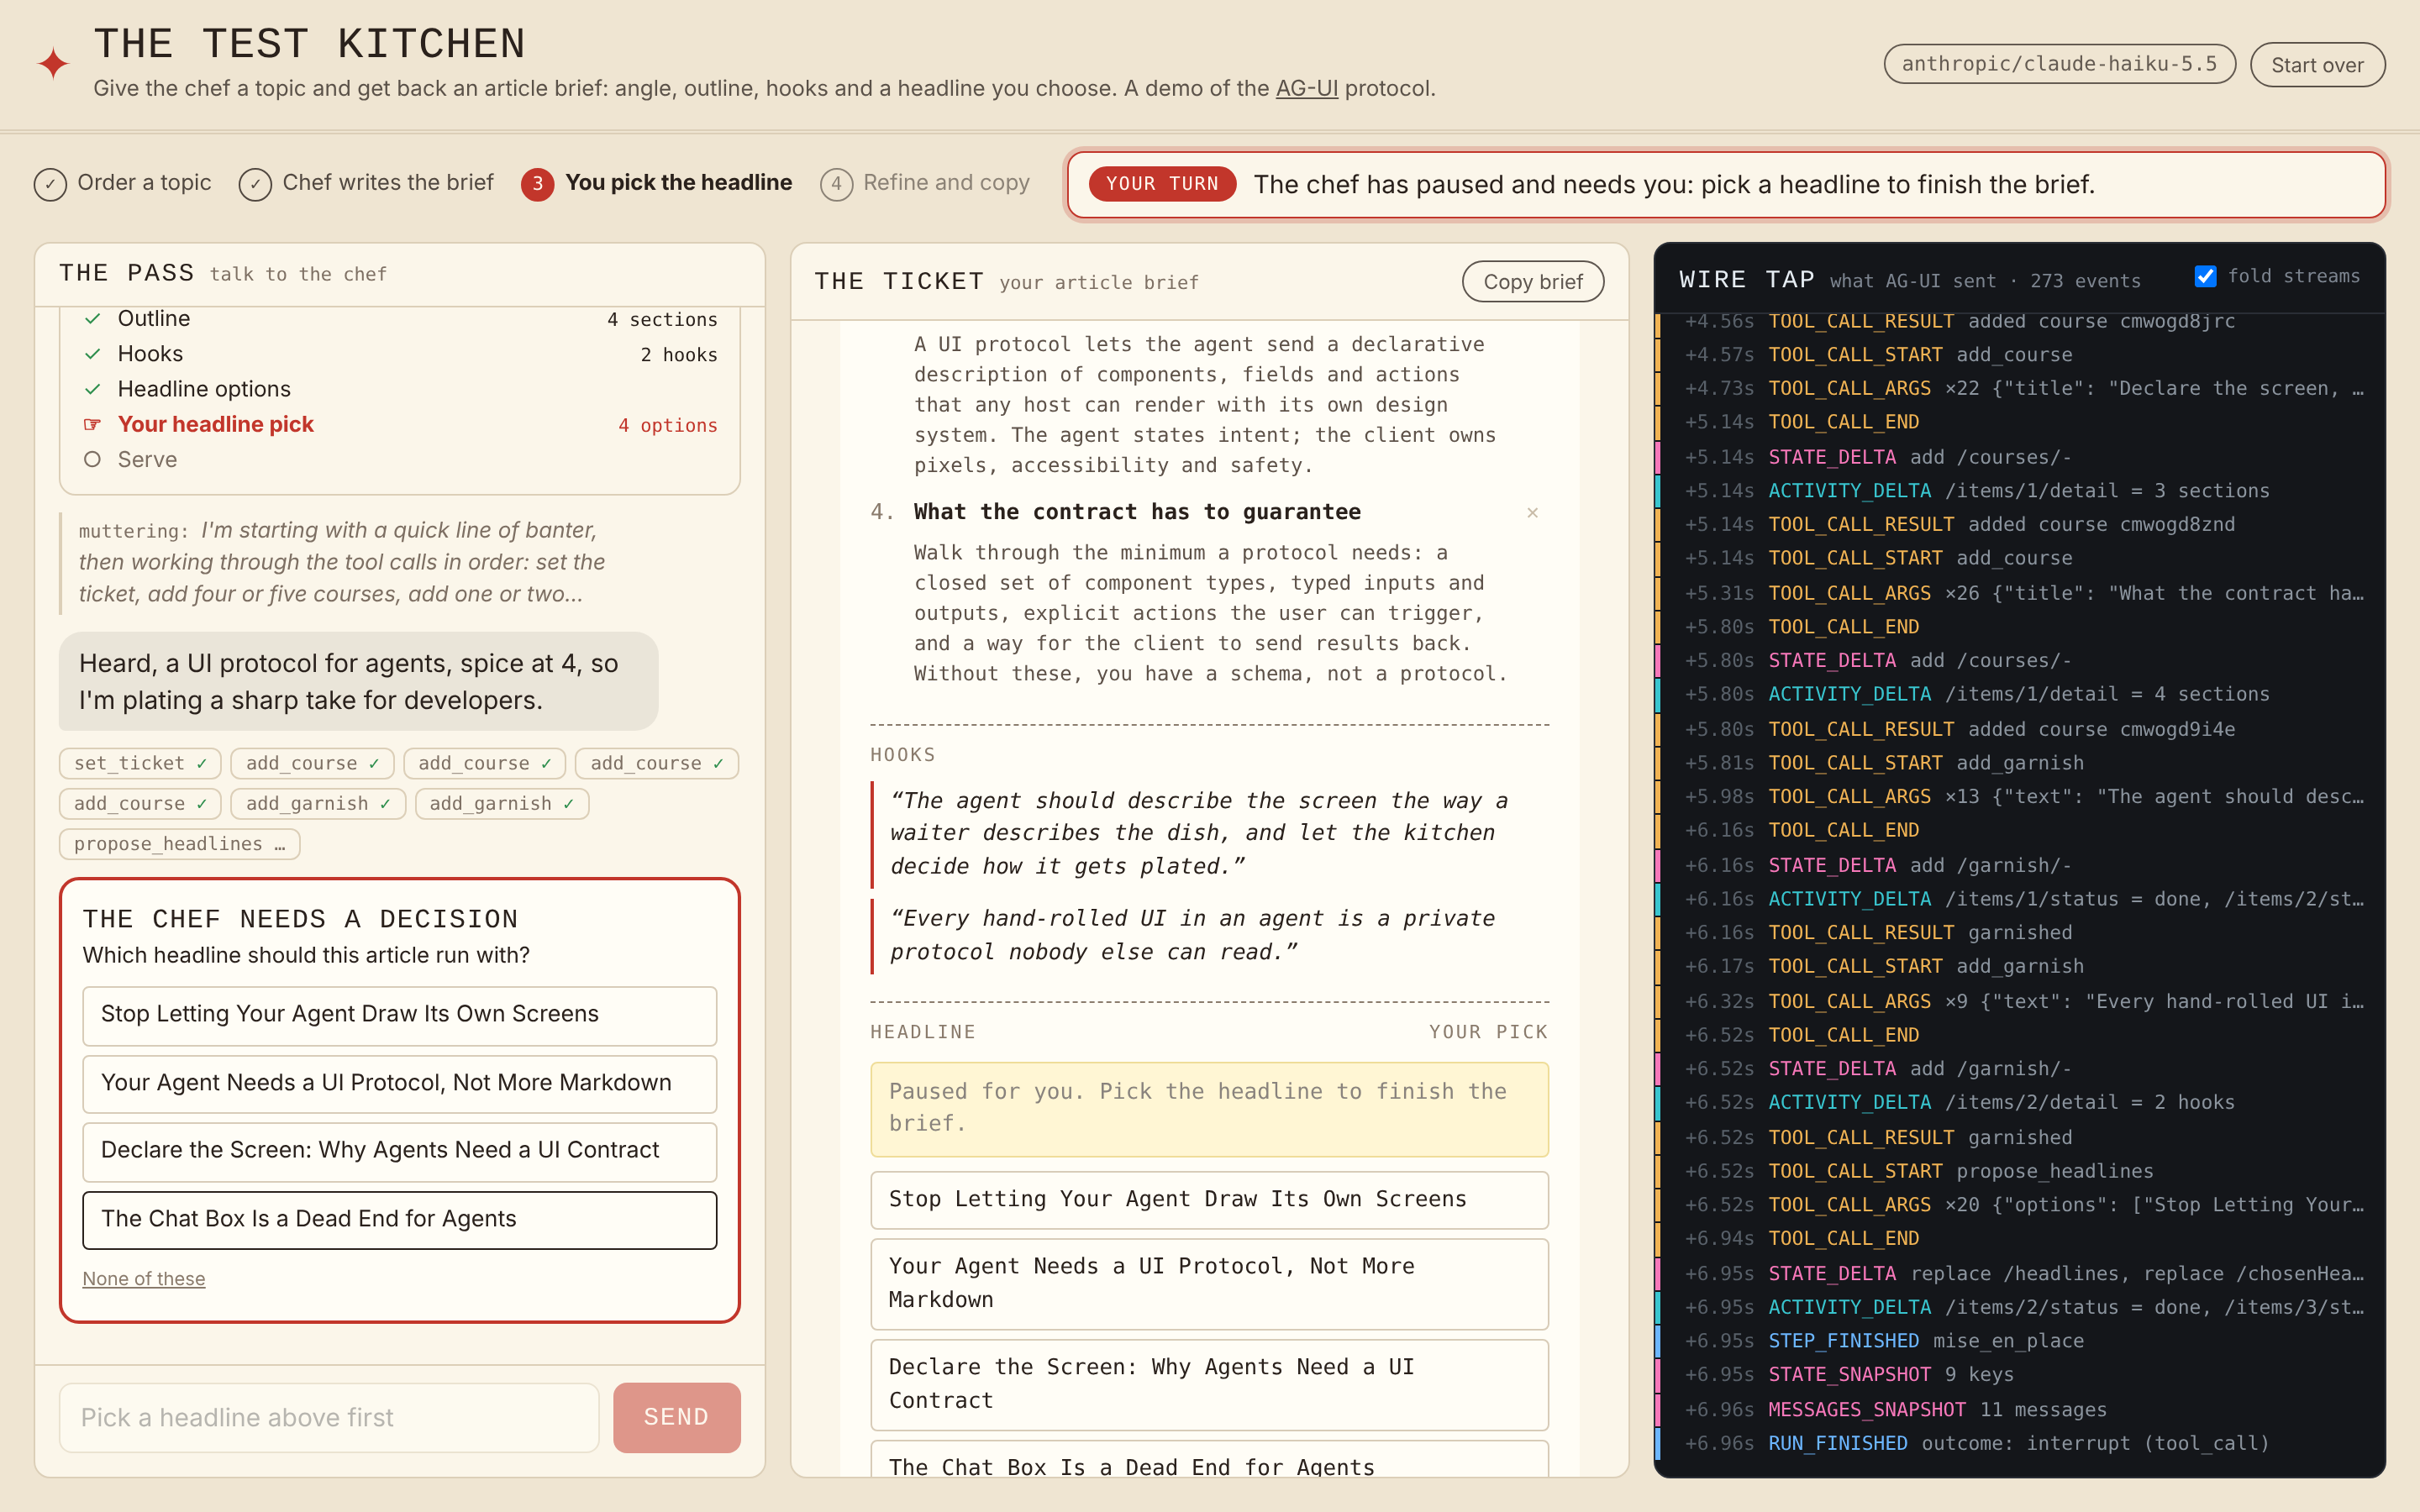 THE TEST KITCHEN
Give the chef a topic and get back an article brief: angle, outline, hooks and a headline you choose. A demo of the AG-UI protocol.
anthropic/claude-haiku-5.5
Start over
✓ Order a topic
✓ Chef writes the brief
3 You pick the headline
4 Refine and copy
YOUR TURN The chef has paused and needs you: pick a headline to finish the brief.
THE PASS talk to the chef
✓ Outline 4 sections
✓ Hooks 2 hooks
✓ Headline options
☞ Your headline pick 4 options
Serve
muttering: I'm starting with a quick line of banter,
then working through the tool calls in order: set the
ticket, add four or five courses, add one or two...
Heard, a UI protocol for agents, spice at 4, so
I'm plating a sharp take for developers.
set_ticket ✓ add_course ✓ add_course ✓ add_course ✓
add_course ✓ add_garnish ✓ add_garnish ✓
propose_headlines …
THE CHEF NEEDS A DECISION
Which headline should this article run with?
Stop Letting Your Agent Draw Its Own Screens
Your Agent Needs a UI Protocol, Not More Markdown
Declare the Screen: Why Agents Need a UI Contract
The Chat Box Is a Dead End for Agents
None of these
Pick a headline above first
SEND
THE TICKET your article brief
Copy brief
A UI protocol lets the agent send a declarative
description of components, fields and actions
that any host can render with its own design
system. The agent states intent; the client owns
pixels, accessibility and safety.
4. What the contract has to guarantee ×
Walk through the minimum a protocol needs: a
closed set of component types, typed inputs and
outputs, explicit actions the user can trigger,
and a way for the client to send results back.
Without these, you have a schema, not a protocol.
HOOKS
“The agent should describe the screen the way a
waiter describes the dish, and let the kitchen
decide how it gets plated.”
“Every hand-rolled UI in an agent is a private
protocol nobody else can read.”
HEADLINE YOUR PICK
Paused for you. Pick the headline to finish the
brief.
Stop Letting Your Agent Draw Its Own Screens
Your Agent Needs a UI Protocol, Not More
Markdown
Declare the Screen: Why Agents Need a UI
Contract
The Chat Box Is a Dead End for Agents
WIRE TAP what AG-UI sent · 273 events
fold streams
+4.56s TOOL_CALL_RESULT added course cmwogd8jrc
+4.57s TOOL_CALL_START add_course
+4.73s TOOL_CALL_ARGS ×22 {"title": "Declare the screen, …
+5.14s TOOL_CALL_END
+5.14s STATE_DELTA add /courses/-
+5.14s ACTIVITY_DELTA /items/1/detail = 3 sections
+5.14s TOOL_CALL_RESULT added course cmwogd8znd
+5.14s TOOL_CALL_START add_course
+5.31s TOOL_CALL_ARGS ×26 {"title": "What the contract ha…
+5.80s TOOL_CALL_END
+5.80s STATE_DELTA add /courses/-
+5.80s ACTIVITY_DELTA /items/1/detail = 4 sections
+5.80s TOOL_CALL_RESULT added course cmwogd9i4e
+5.81s TOOL_CALL_START add_garnish
+5.98s TOOL_CALL_ARGS ×13 {"text": "The agent should desc…
+6.16s TOOL_CALL_END
+6.16s STATE_DELTA add /garnish/-
+6.16s ACTIVITY_DELTA /items/1/status = done, /items/2/st…
+6.16s TOOL_CALL_RESULT garnished
+6.17s TOOL_CALL_START add_garnish
+6.32s TOOL_CALL_ARGS ×9 {"text": "Every hand-rolled UI i…
+6.52s TOOL_CALL_END
+6.52s STATE_DELTA add /garnish/-
+6.52s ACTIVITY_DELTA /items/2/detail = 2 hooks
+6.52s TOOL_CALL_RESULT garnished
+6.52s TOOL_CALL_START propose_headlines
+6.52s TOOL_CALL_ARGS ×20 {"options": ["Stop Letting Your…
+6.94s TOOL_CALL_END
+6.95s STATE_DELTA replace /headlines, replace /chosenHea…
+6.95s ACTIVITY_DELTA /items/2/status = done, /items/3/st…
+6.95s STEP_FINISHED mise_en_place
+6.95s STATE_SNAPSHOT 9 keys
+6.96s MESSAGES_SNAPSHOT 11 messages
+6.96s RUN_FINISHED outcome: interrupt (tool_call)